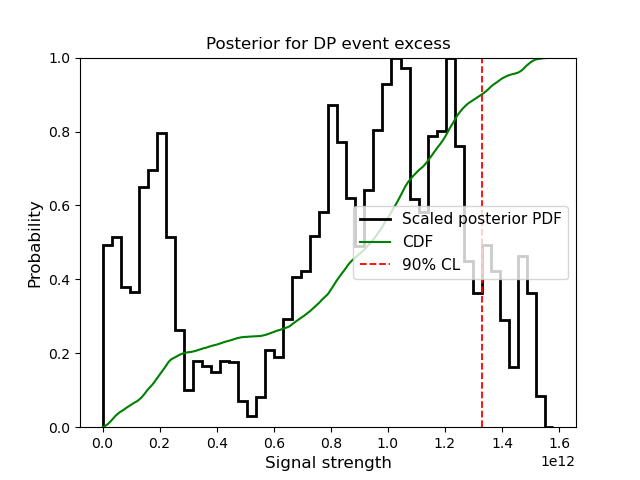 Posterior for DP event excess
Probability
1.0
0.8
0.6
0.4
0.2
0.0
Scaled posterior PDF
CDF
90% CL
0.0 0.2 0.4 0.6 0.8 1.0 1.2 1.4 1.6
1e12
Signal strength